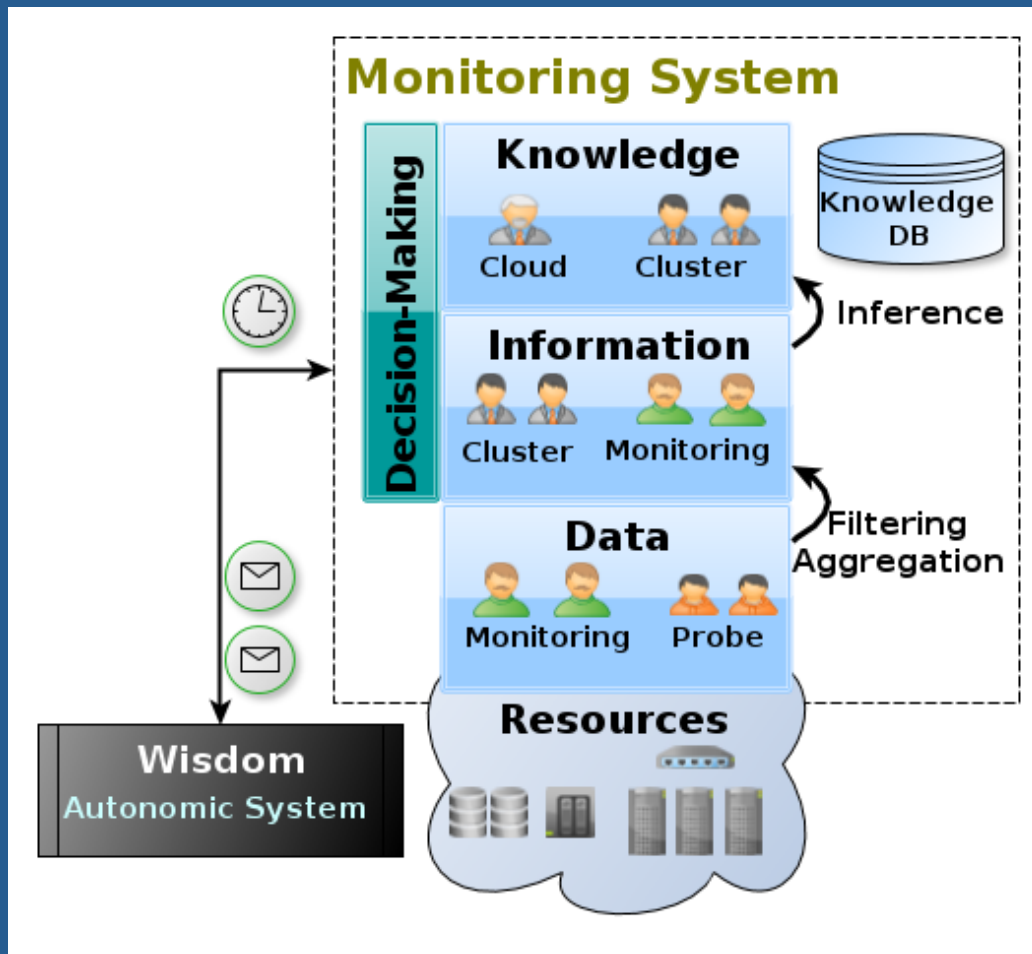 Monitoring System
Decision-Making
Knowledge
Cloud
Cluster
Knowledge
DB
Inference
Information
Cluster
Monitoring
Filtering
Aggregation
Data
Monitoring
Probe
Resources
Wisdom
Autonomic System